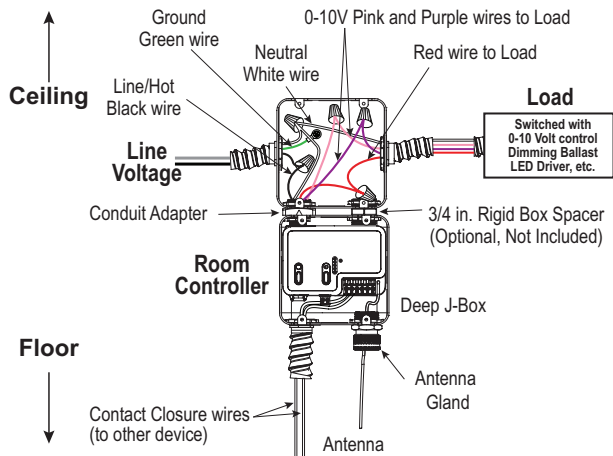 Ground
Green wire
0-10V Pink and Purple wires to Load
Neutral
White wire
Red wire to Load
Ceiling
Line/Hot
Black wire
Load
Switched with
0-10 Volt control
Dimming Ballast
LED Driver, etc.
Line
Voltage
Conduit Adapter
3/4 in. Rigid Box Spacer
(Optional, Not Included)
Room
Controller
Deep J-Box
Floor
Antenna
Gland
Contact Closure wires
(to other device)
Antenna